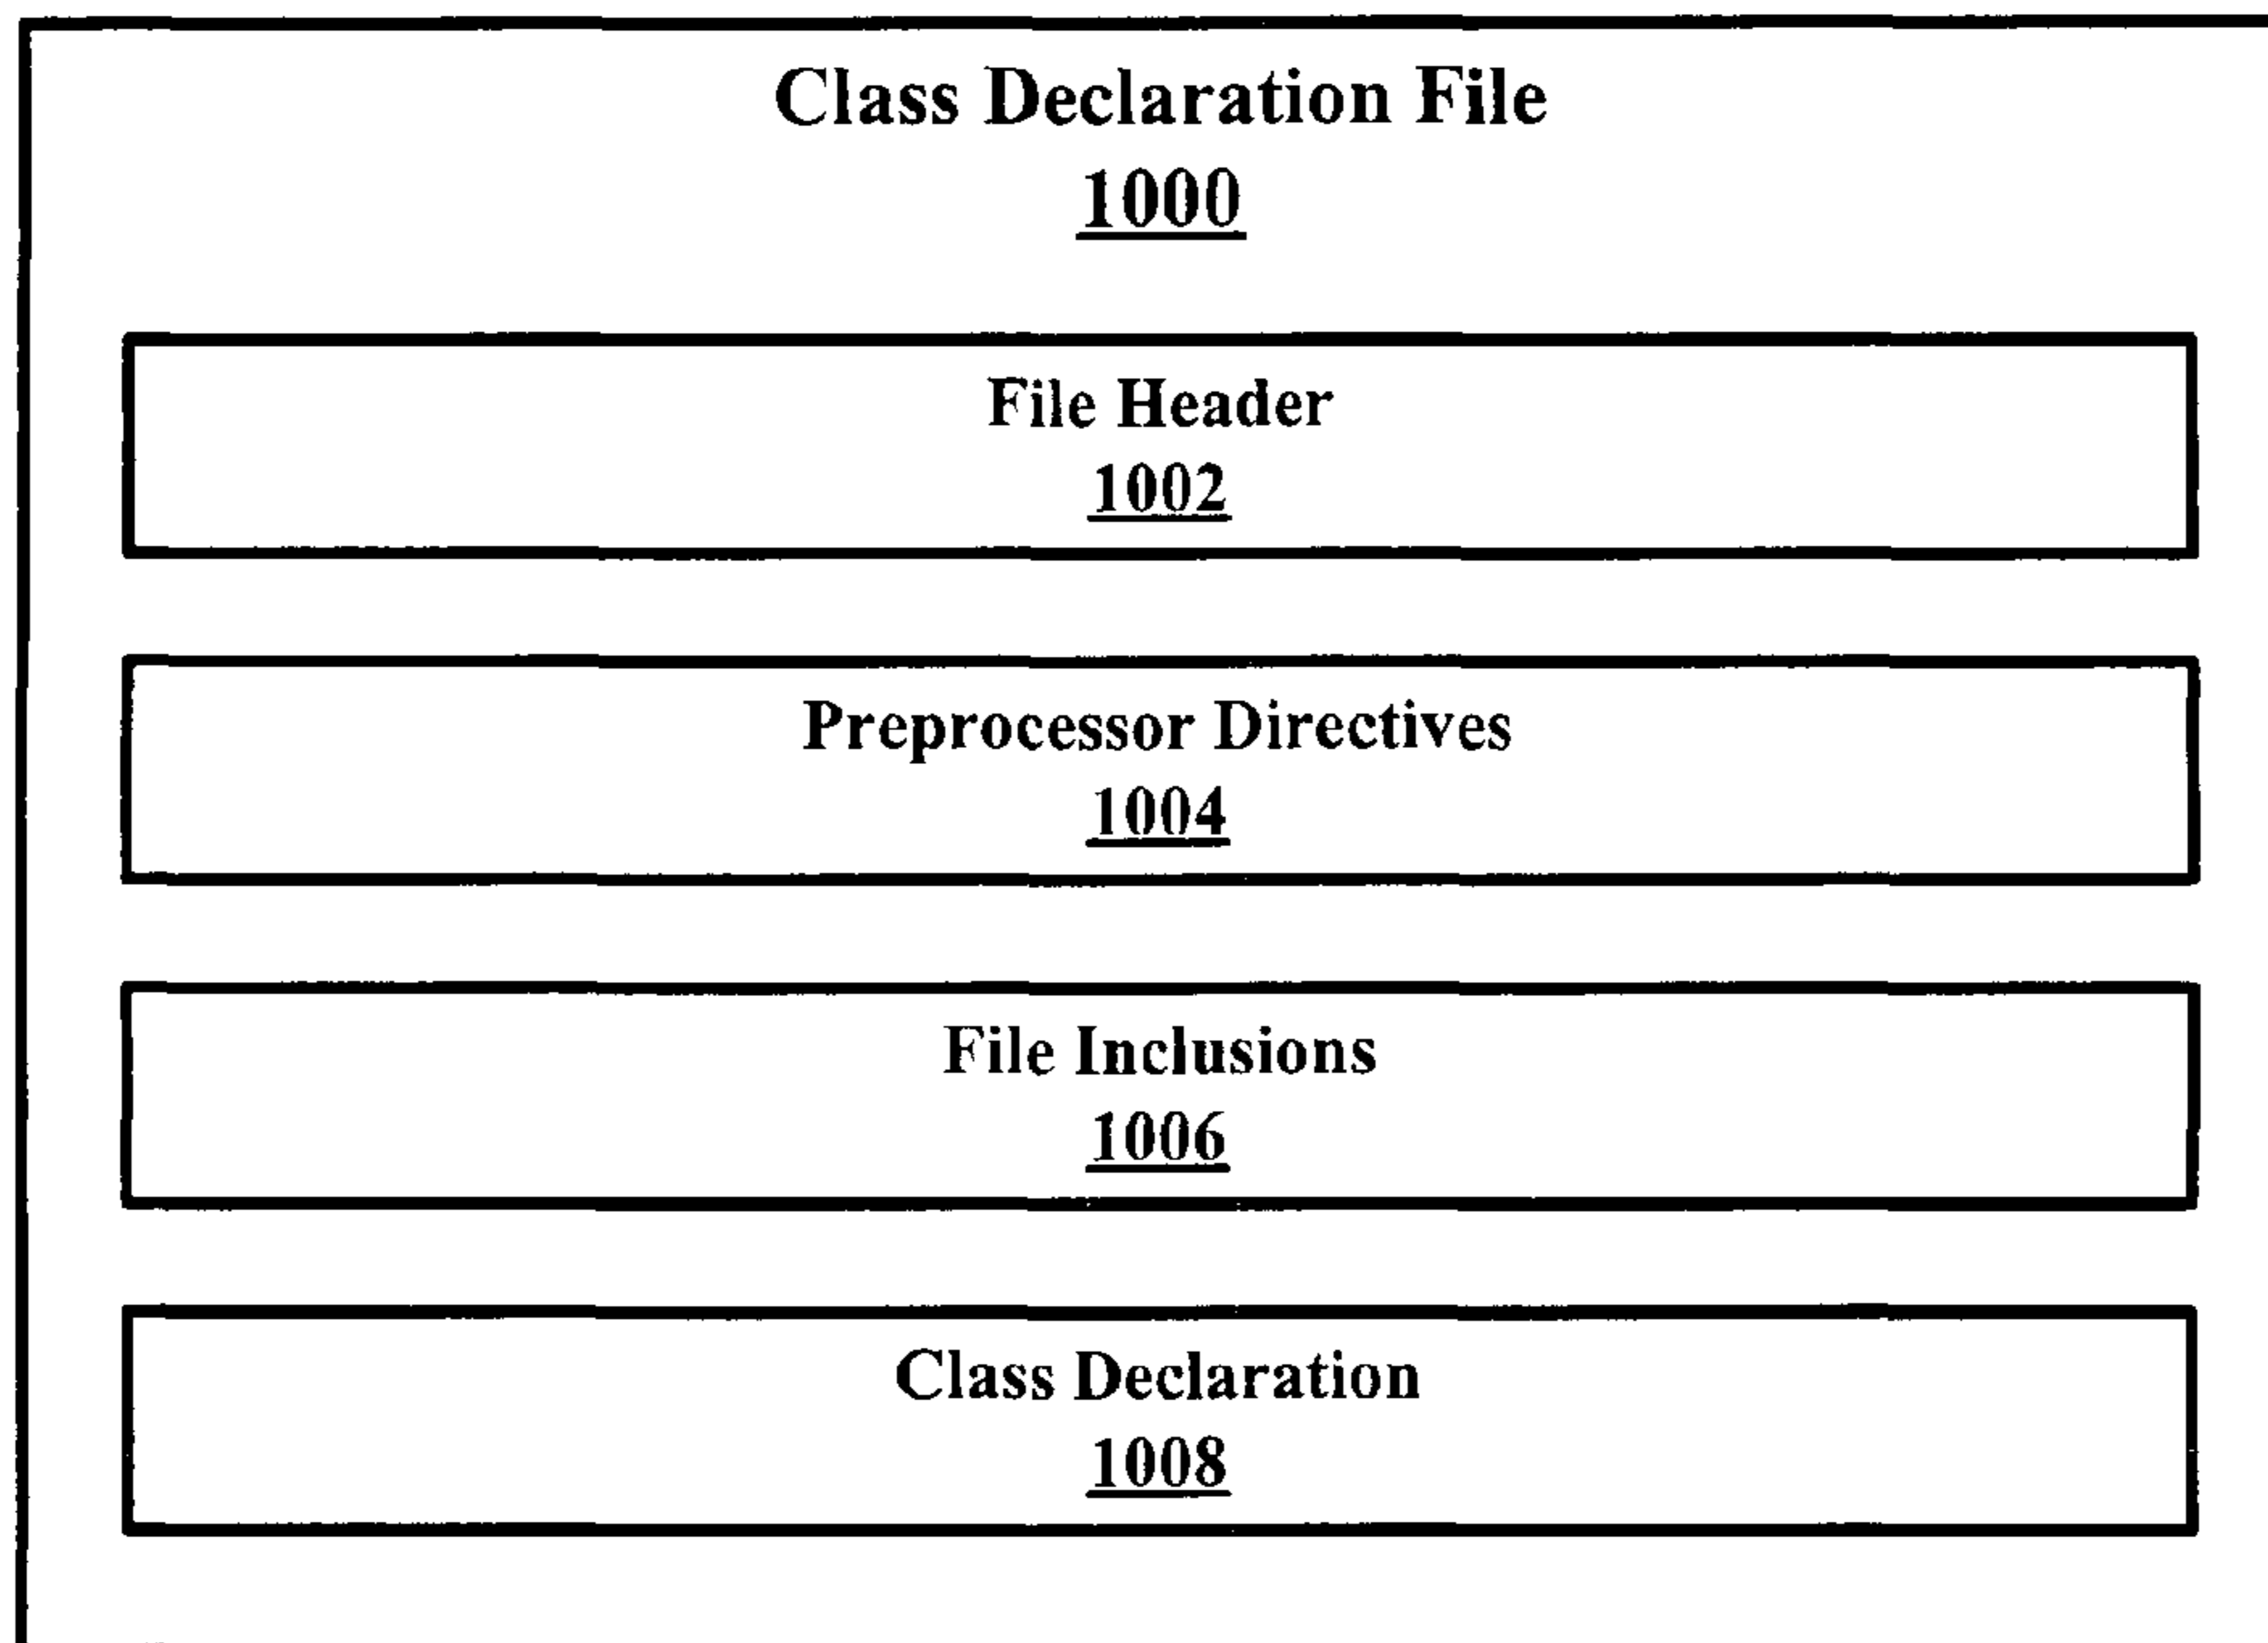 Class Declaration File
1000
File Header
1002
Preprocessor Directives
1004
File Inclusions
1006
Class Declaration
1008